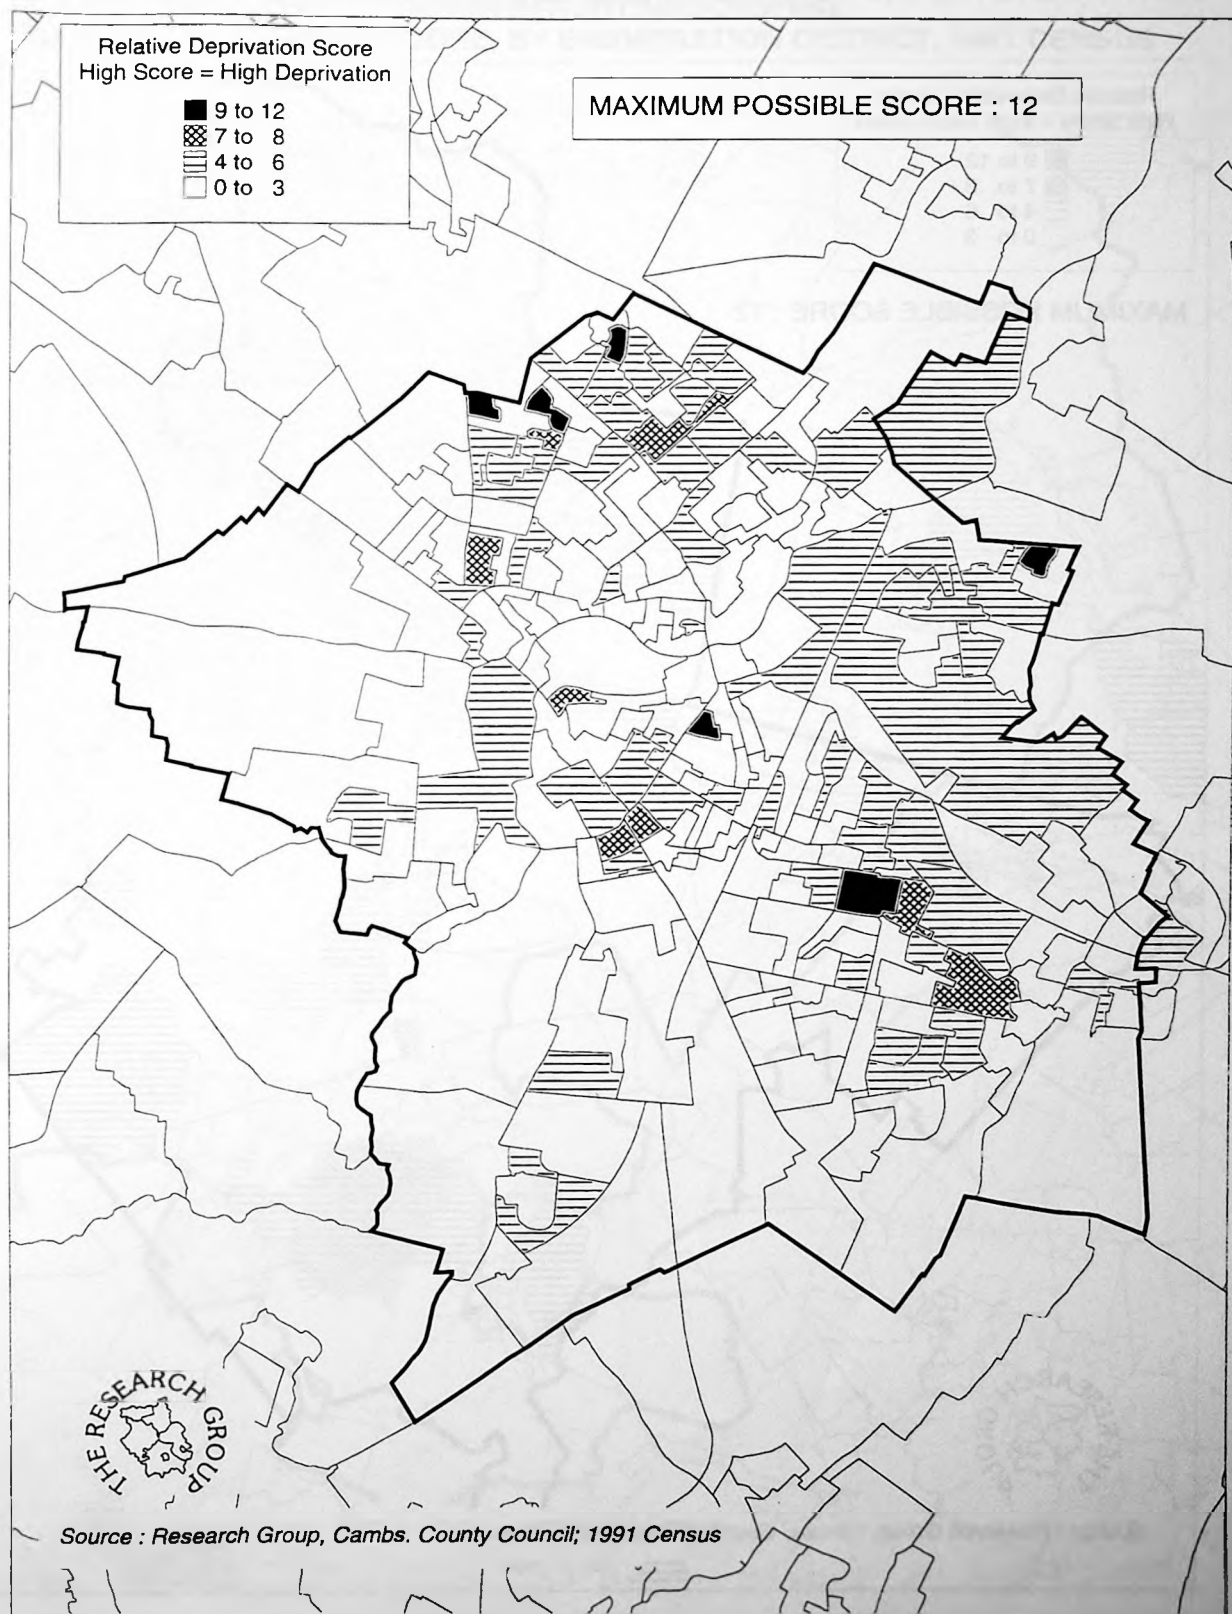 Relative Deprivation Score
High Score = High Deprivation
9 to 12
7 to 8
4 to 6
0 to 3
MAXIMUM POSSIBLE SCORE : 12
THE RESEARCH GROUP
Source : Research Group, Cambs. County Council; 1991 Census